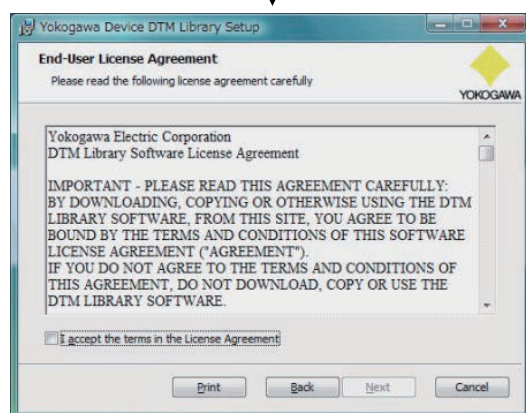 Yokogawa Device DTM Library Setup
End-User License Agreement
Please read the following license agreement carefully
YOKOGAWA
Yokogawa Electric Corporation
DTM Library Software License Agreement
IMPORTANT - PLEASE READ THIS AGREEMENT CAREFULLY:
BY DOWNLOADING, COPYING OR OTHERWISE USING THE DTM
LIBRARY SOFTWARE, FROM THIS SITE, YOU AGREE TO BE
BOUND BY THE TERMS AND CONDITIONS OF THIS SOFTWARE
LICENSE AGREEMENT ("AGREEMENT").
IF YOU DO NOT AGREE TO THE TERMS AND CONDITIONS OF
THIS AGREEMENT, DO NOT DOWNLOAD, COPY OR USE THE
DTM LIBRARY SOFTWARE.
I accept the terms in the License Agreement
Print Back Next Cancel